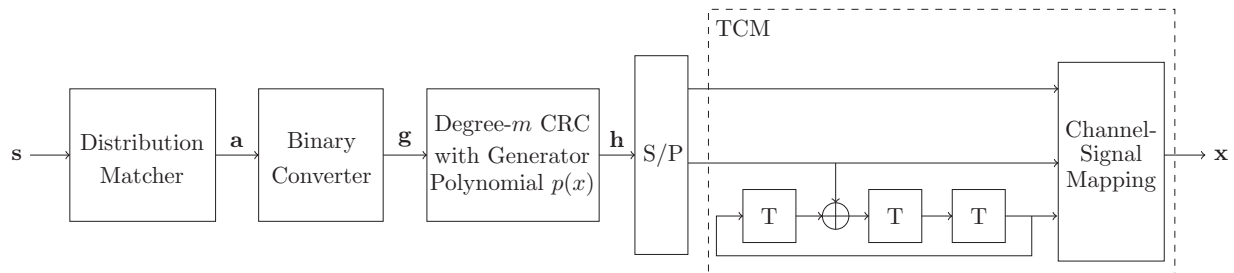 TCM
s
Distribution
Matcher
a
Binary
Converter
g
Degree-m CRC
with Generator
Polynomial p(x)
h
S/P
T
T
T
Channel-
Signal
Mapping
x